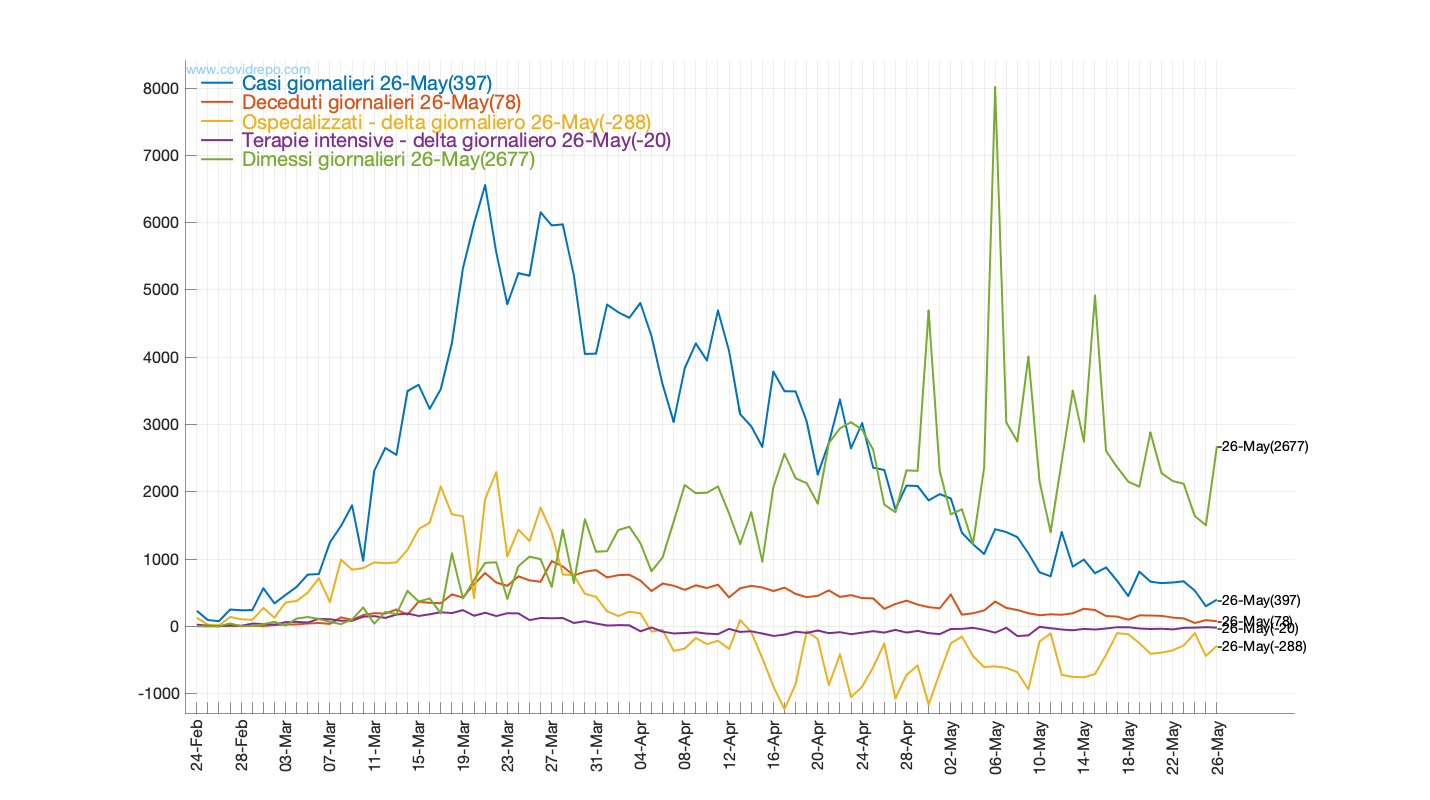 www.covidrepo.com
Casi giornalieri 26-May(397)
Deceduti giornalieri 26-May(78)
Ospedalizzati - delta giornaliero 26-May(-288)
Terapie intensive - delta giornaliero 26-May(-20)
Dimessi giornalieri 26-May(2677)
8000
7000
6000
5000
4000
3000
2000
1000
0
-1000
-26-May(2677)
-26-May(397)
-26-May(78)
-26-May(-20)
-26-May(-288)
24-Feb
28-Feb
03-Mar
07-Mar
11-Mar
15-Mar
19-Mar
23-Mar
27-Mar
31-Mar
04-Apr
08-Apr
12-Apr
16-Apr
20-Apr
24-Apr
28-Apr
02-May
06-May
10-May
14-May
18-May
22-May
26-May